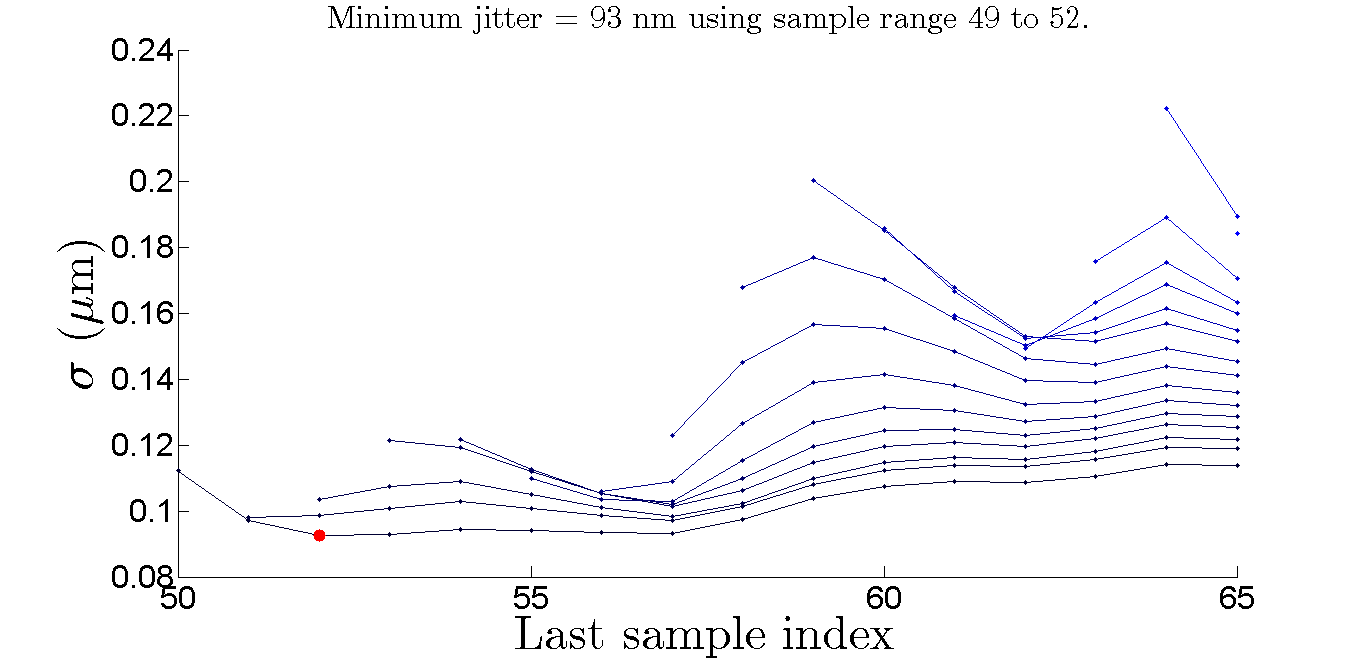 Minimum jitter = 93 nm using sample range 49 to 52.
0.24
0.22
0.2
0.18
0.16
0.14
0.12
0.1
0.08
σ (μm)
50 55 60 65
Last sample index